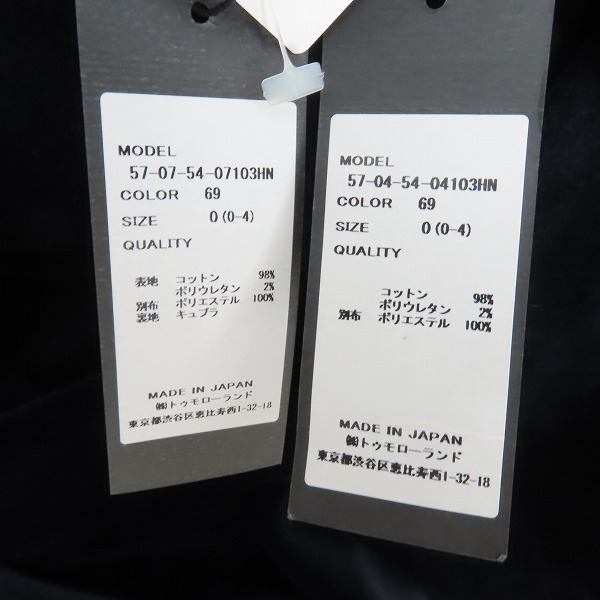 MODEL
57-07-54-07103HN
COLOR 69
SIZE 0(0-4)
QUALITY
表地 コットン 98%
ポリウレタン 2%
別布 ポリエステル 100%
裏地 キュプラ
MADE IN JAPAN
㈱トゥモローランド
東京都渋谷区恵比寿西1-32-18
MODEL
57-04-54-04103HN
COLOR 69
SIZE 0(0-4)
QUALITY
コットン 98%
ポリウレタン 2%
別布 ポリエステル 100%
MADE IN JAPAN
㈱トゥモローランド
東京都渋谷区恵比寿西1-32-18